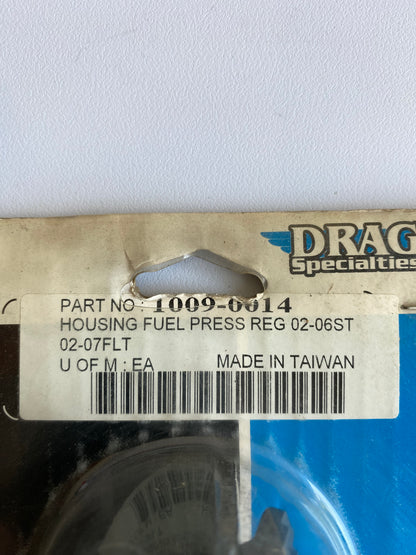 DRAG
Specialties
PART NO : 1009-0014
HOUSING FUEL PRESS REG 02-06ST
02-07FLT
U OF M : EA MADE IN TAIWAN